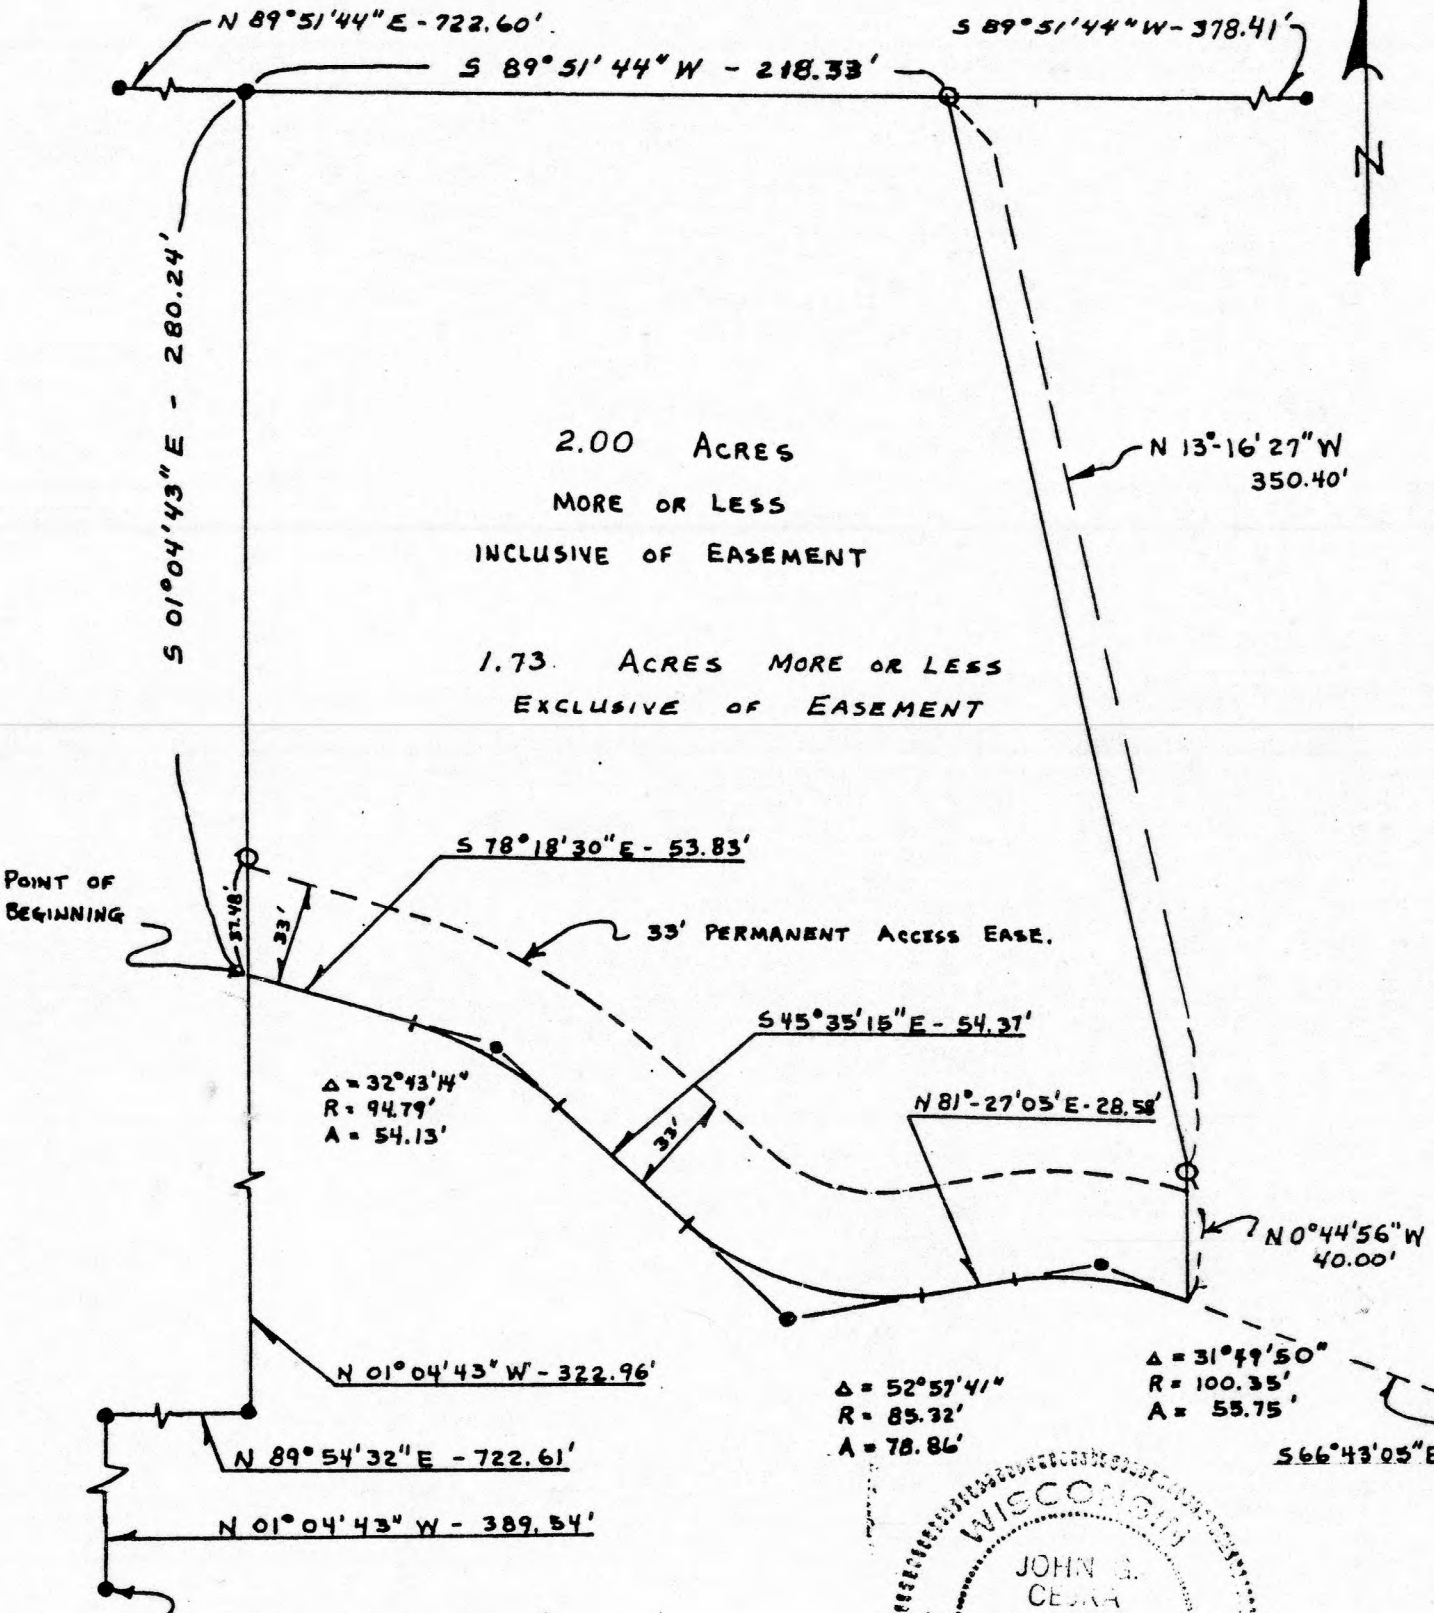 N 89°51'44" E - 722.60'
S 89°51'44" W - 378.41'
S 89°51'44" W - 218.33'
N
S 01°04'43" E - 280.24'
2.00 ACRES
MORE OR LESS
INCLUSIVE OF EASEMENT
N 13°-16'27" W
350.40'
1.73 ACRES MORE OR LESS
EXCLUSIVE OF EASEMENT
S 78°18'30" E - 53.83'
POINT OF
BEGINNING
37.48'
33'
33' PERMANENT ACCESS EASE.
S 45°35'15" E - 54.37'
Δ = 32°43'14"
R = 94.79'
A = 54.13'
33'
N 81°-27'05' E - 28.58'
N 0°44'56" W
40.00'
N 01°04'43" W - 322.96'
Δ = 52°57'41"
R = 85.32'
A = 78.86'
Δ = 31°49'50"
R = 100.35'
A = 55.75'
N 89°54'32" E - 722.61'
S 66°43'05" E
N 01°04'43" W - 389.54'
WISCONSIN
JOHN G.